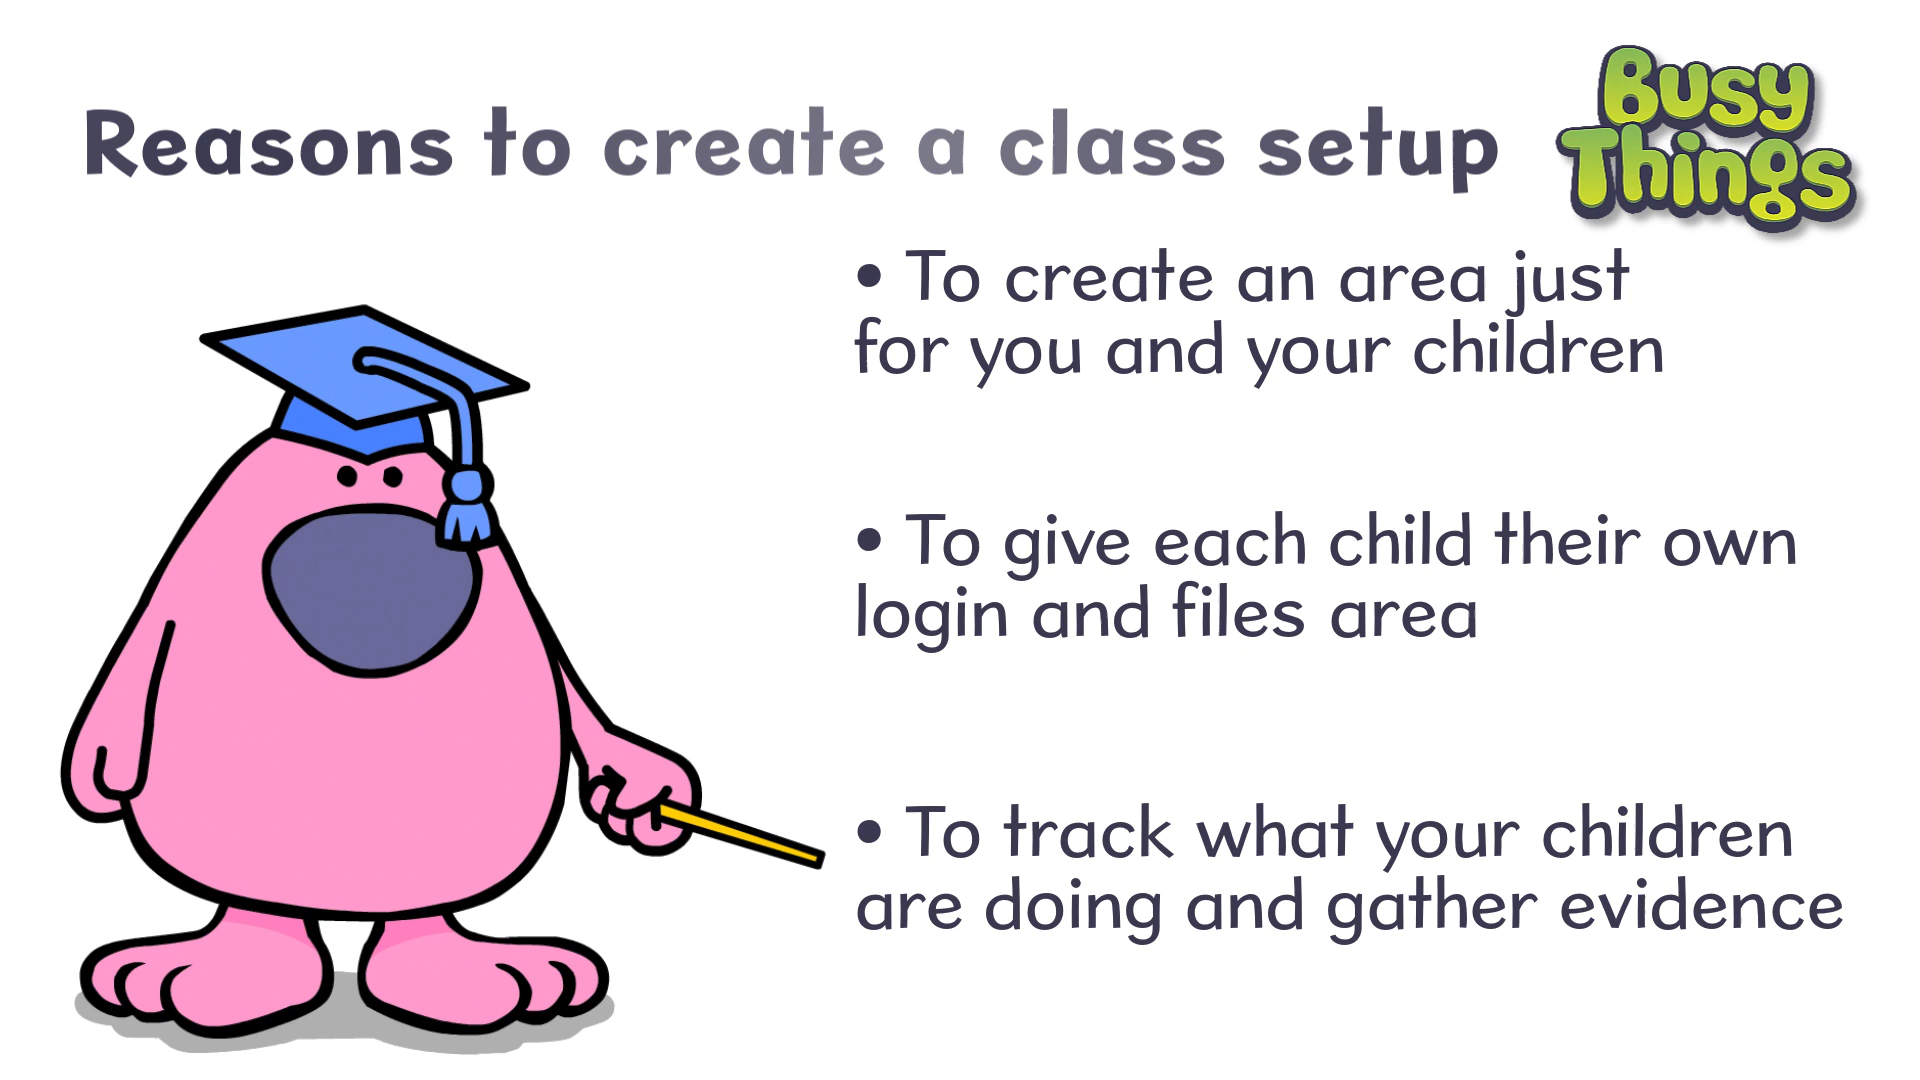 Reasons to create a class setup
Busy
Things
• To create an area just
for you and your children
• To give each child their own
login and files area
• To track what your children
are doing and gather evidence